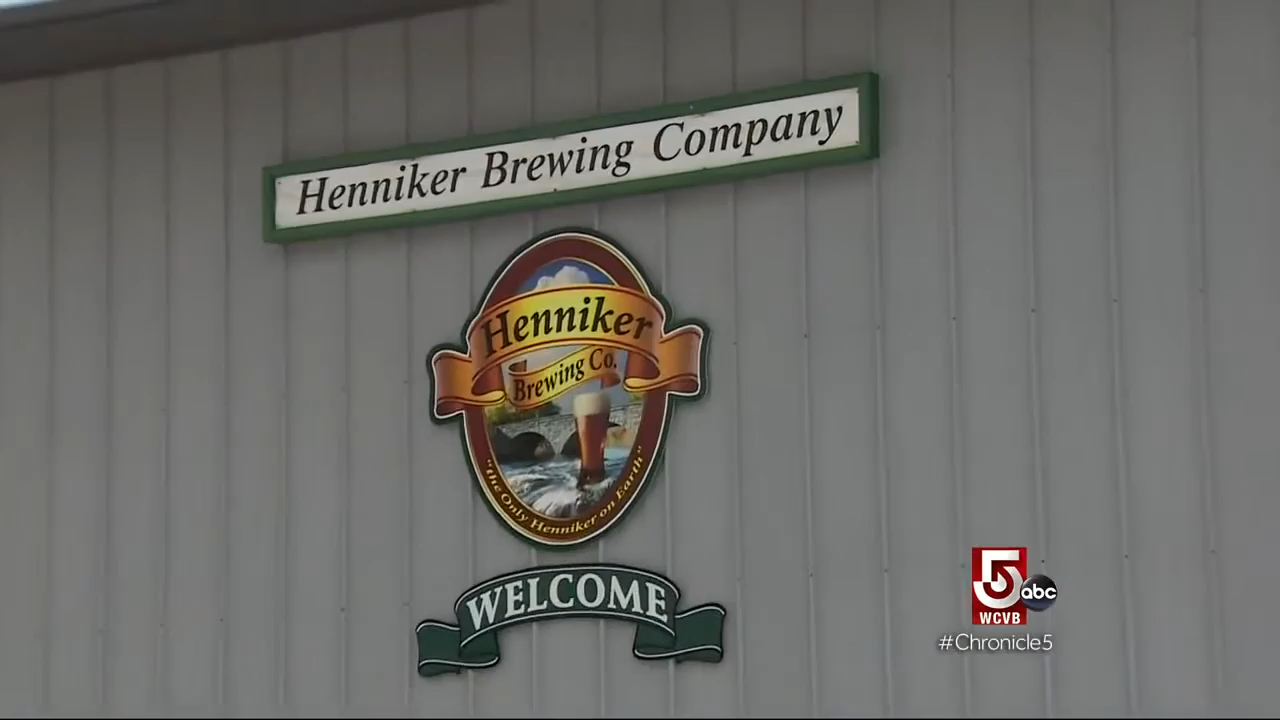 Henniker Brewing Company
Henniker
Brewing Co.
"the Only Henniker on Earth"
WELCOME
5
abc
WCVB
#Chronicle5